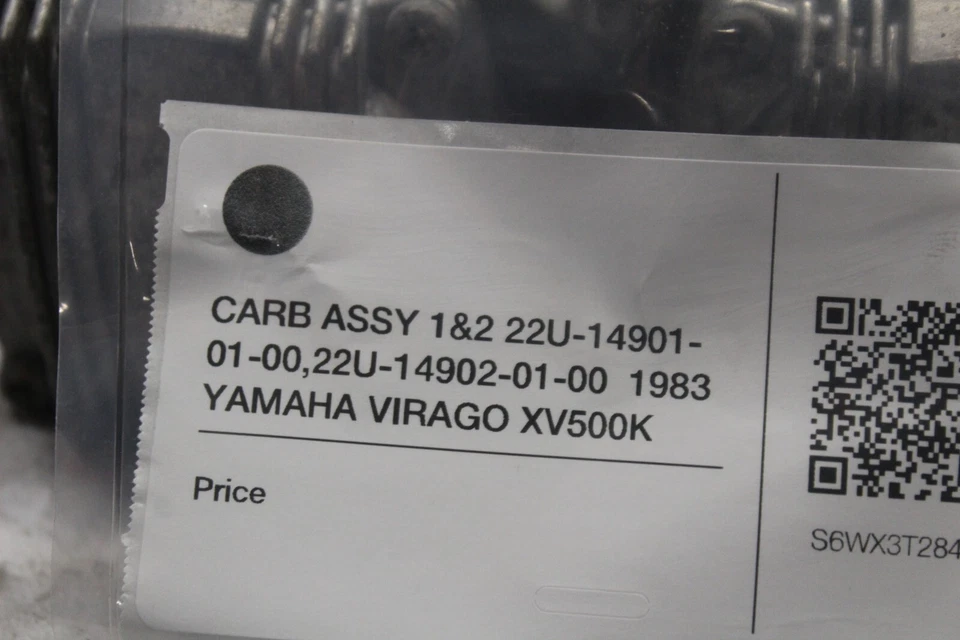 CARB ASSY 1&2 22U-14901-
01-00,22U-14902-01-00 1983
YAMAHA VIRAGO XV500K
Price
S6WX3T284